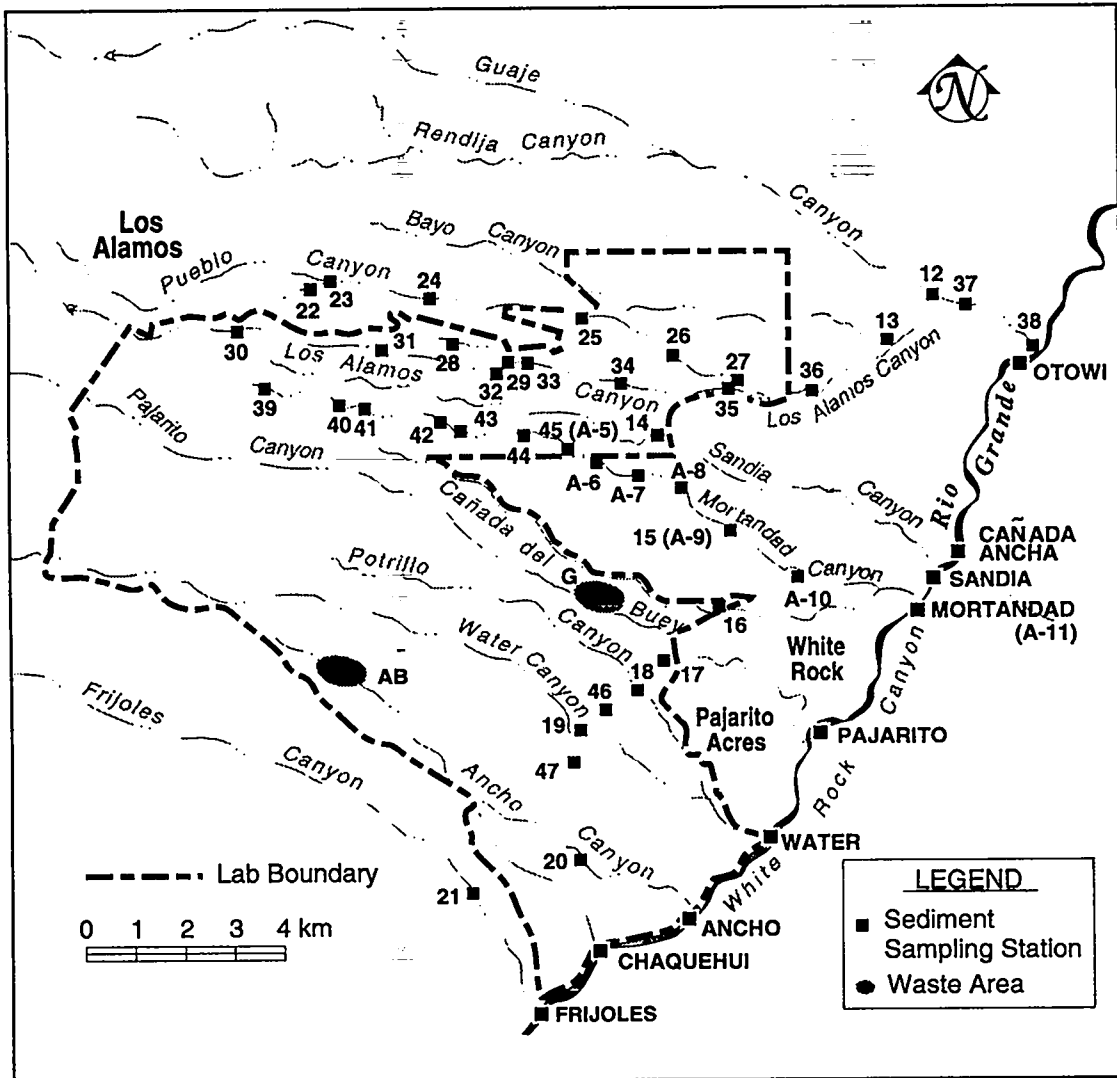 Guaje
N
Rendija Canyon
Canyon
Los
Alamos
Bayo Canyon
Pueblo Canyon
12
37
22
23
24
25
13
38
OTOWI
30
Los Alamos
31
28
26
27
32
29
33
34
35
36
Los Alamos Canyon
Canyon
39
40
41
42
43
44
45 (A-5)
14
Pajarito
Canyon
Sandia
Canyon
Rio Grande
A-6
A-7
A-8
CAÑADA
ANCHA
Cañada del Buey
15 (A-9)
Mortandad
Canyon
SANDIA
Potrillo
G
A-10
MORTANDAD
(A-11)
16
Canyon
White
Rock
Water Canyon
18
17
AB
46
Frijoles
19
Pajarito
Acres
PAJARITO
47
Canyon
Ancho
Canyon
White Rock Canyon
WATER
20
Lab Boundary
21
LEGEND
0 1 2 3 4 km
ANCHO
Sediment
Sampling Station
CHAQUEHUI
Waste Area
FRIJOLES